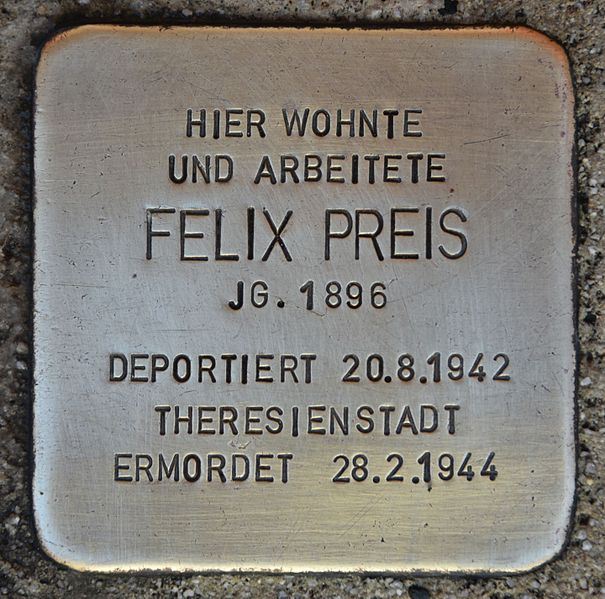 HIER WOHNTE
UND ARBEITETE
FELIX PREIS
JG. 1896
DEPORTIERT 20.8.1942
THERESIENSTADT
ERMORDET 28.2.1944